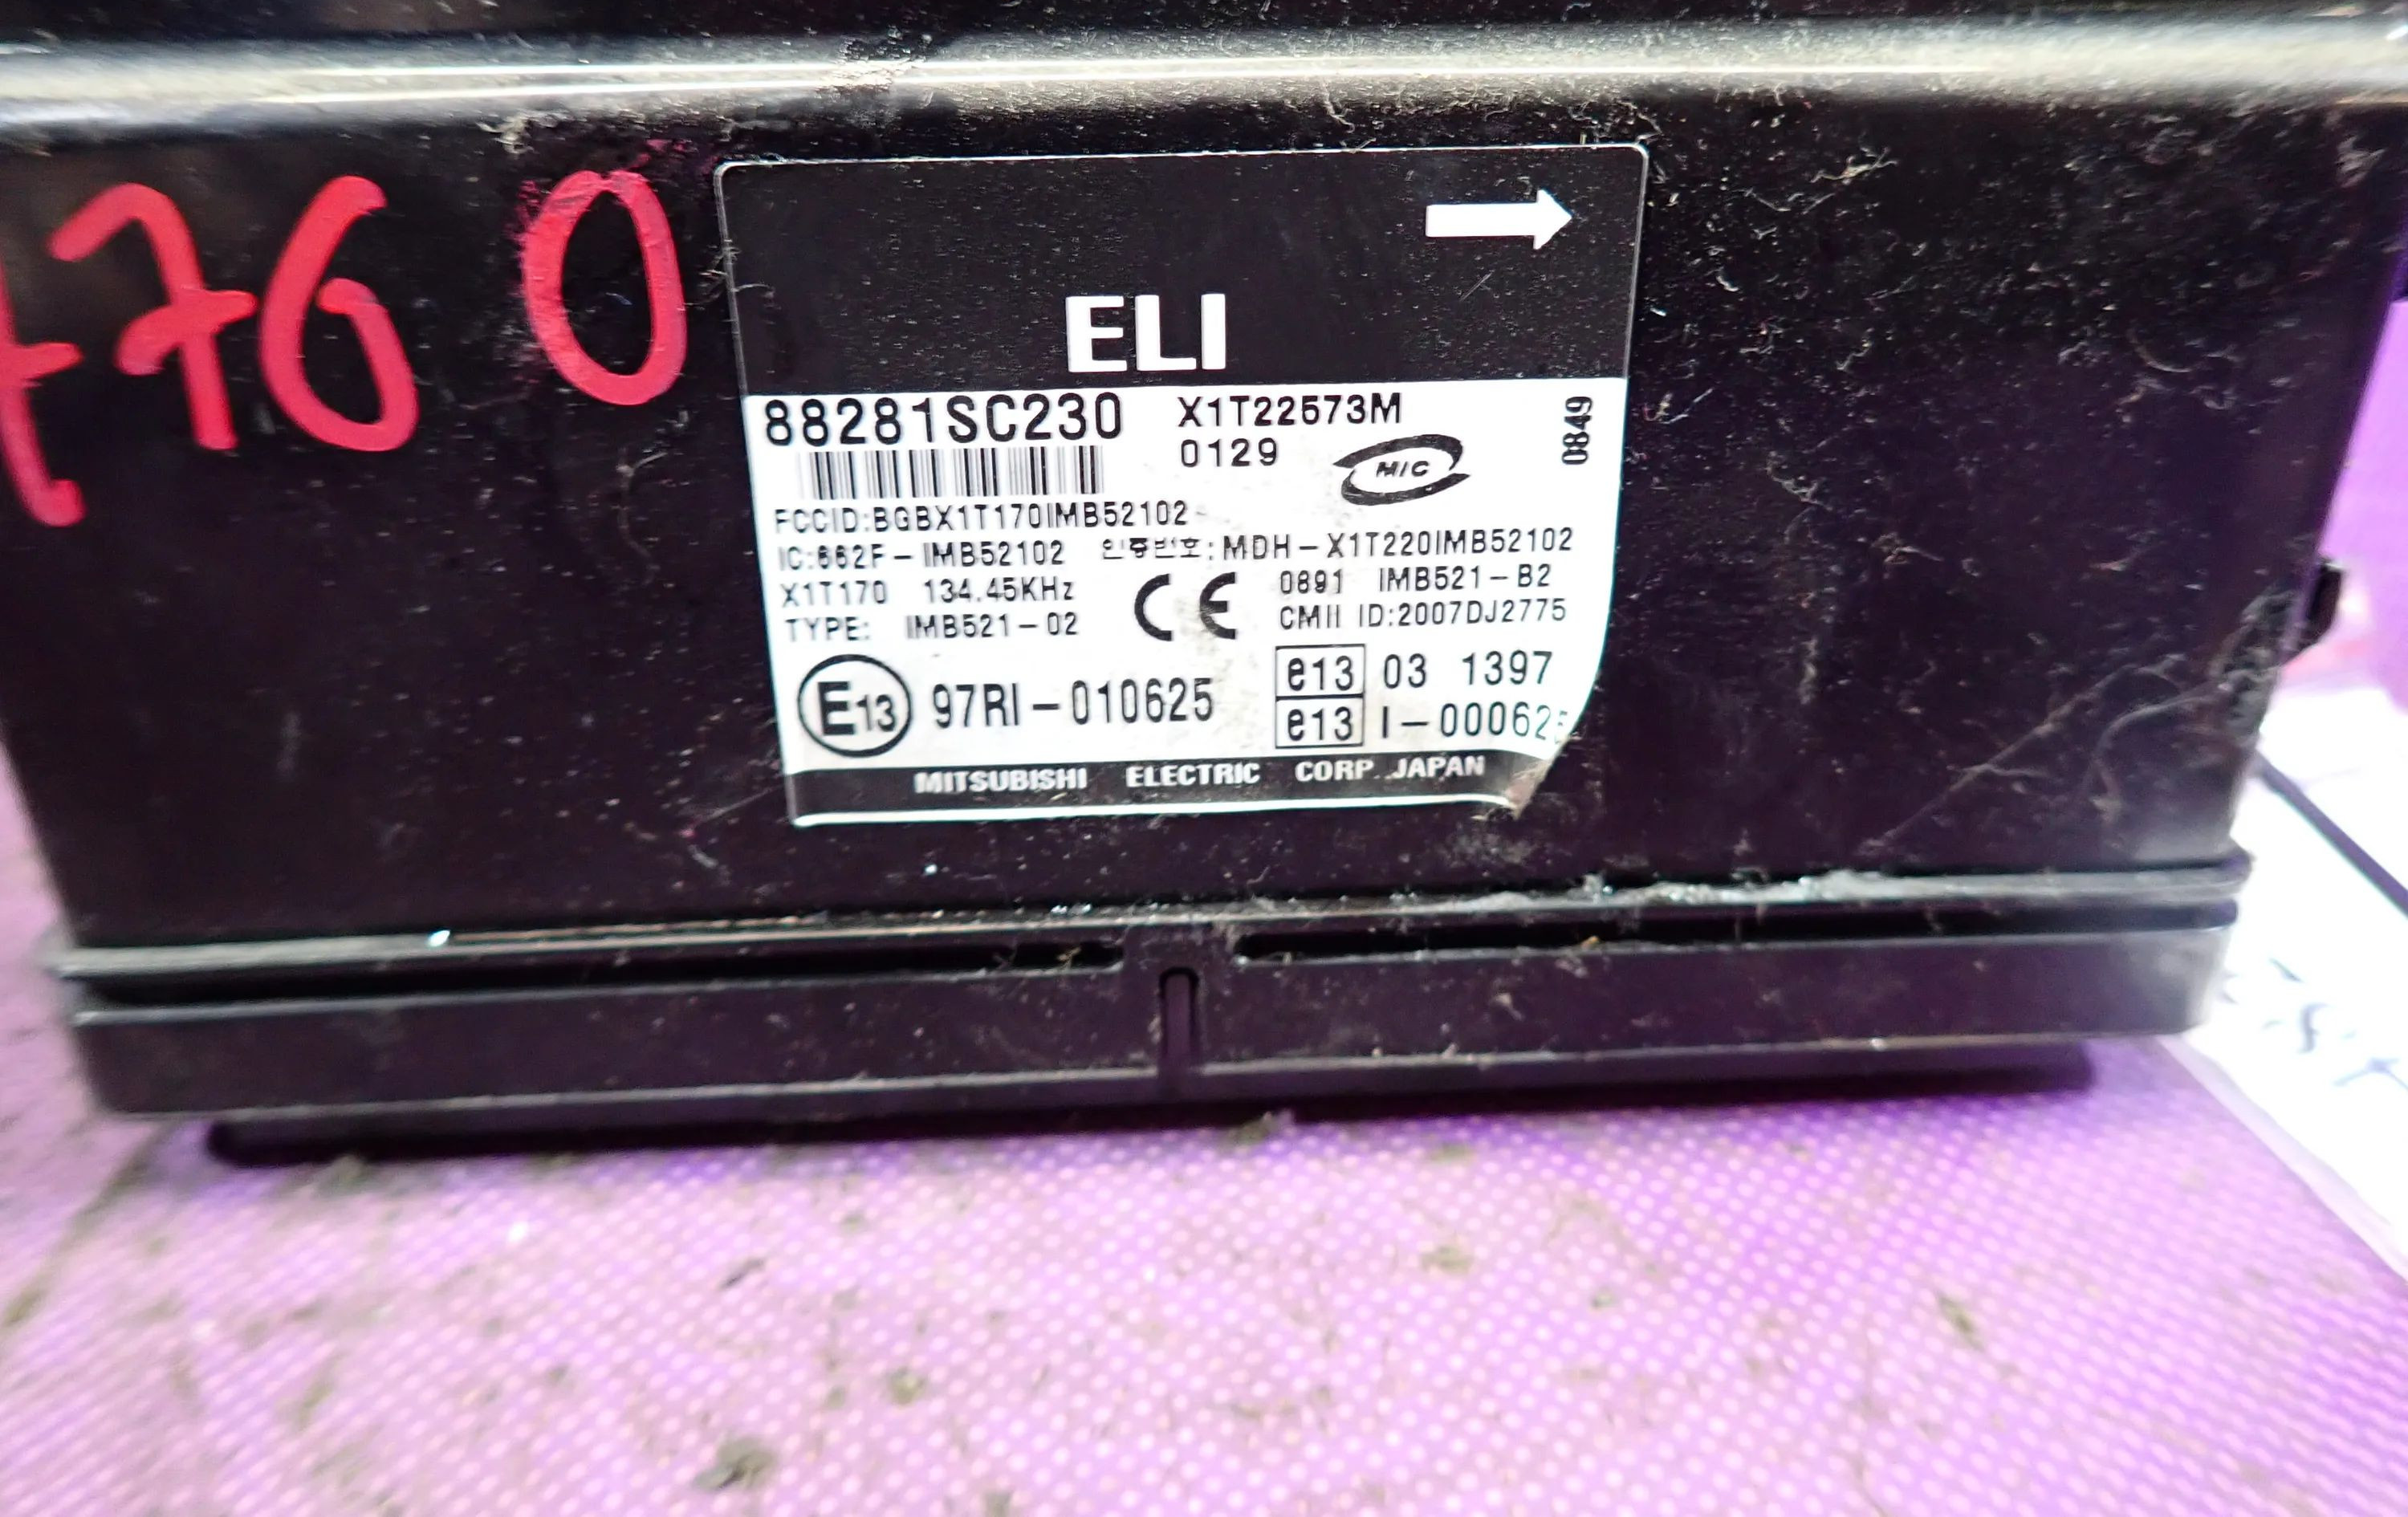 760
ELI
88281SC230 X1T22573M
0129 MIC 0849
FCCID:BGBX1T170IMB52102
IC:662F-IMB52102 인증번호:MDH-X1T220IMB52102
X1T170 134.45KHz CE 0891 IMB521-B2
TYPE: IMB521-02 CMII ID:2007DJ2775
E13 97RI-010625 e13 03 1397
e13 I-000625
MITSUBISHI ELECTRIC CORP. JAPAN